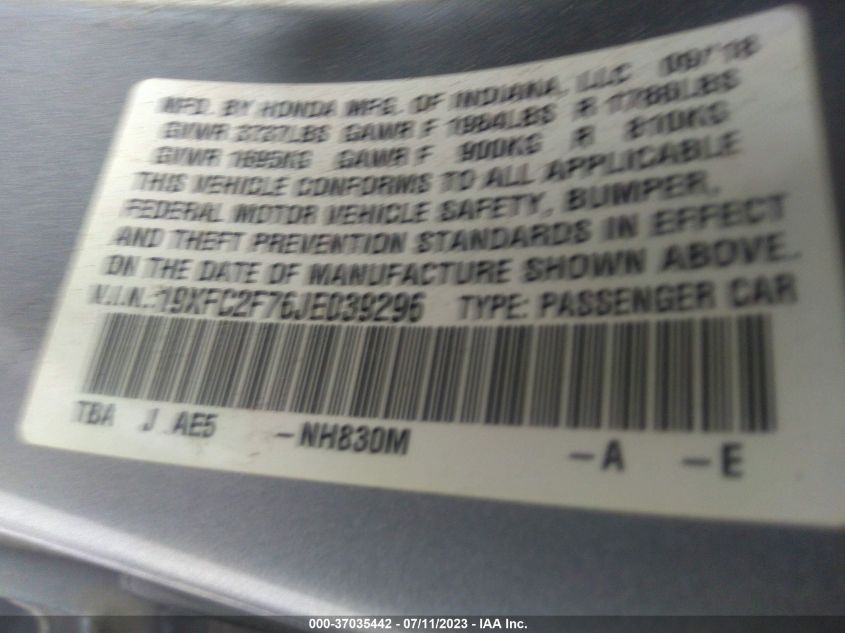 MFD. BY HONDA MFG. OF INDIANA, LLC 09/18
GVWR 3737LBS GAWR F 1984LBS R 1786LBS
GVWR 1695KG GAWR F 900KG R 810KG
THIS VEHICLE CONFORMS TO ALL APPLICABLE
FEDERAL MOTOR VEHICLE SAFETY, BUMPER,
AND THEFT PREVENTION STANDARDS IN EFFECT
ON THE DATE OF MANUFACTURE SHOWN ABOVE.
V.I.N.: 19XFC2F76JE039296 TYPE: PASSENGER CAR
TBA J AE5 -NH830M -A -E
000-37035442 - 07/11/2023 - IAA Inc.